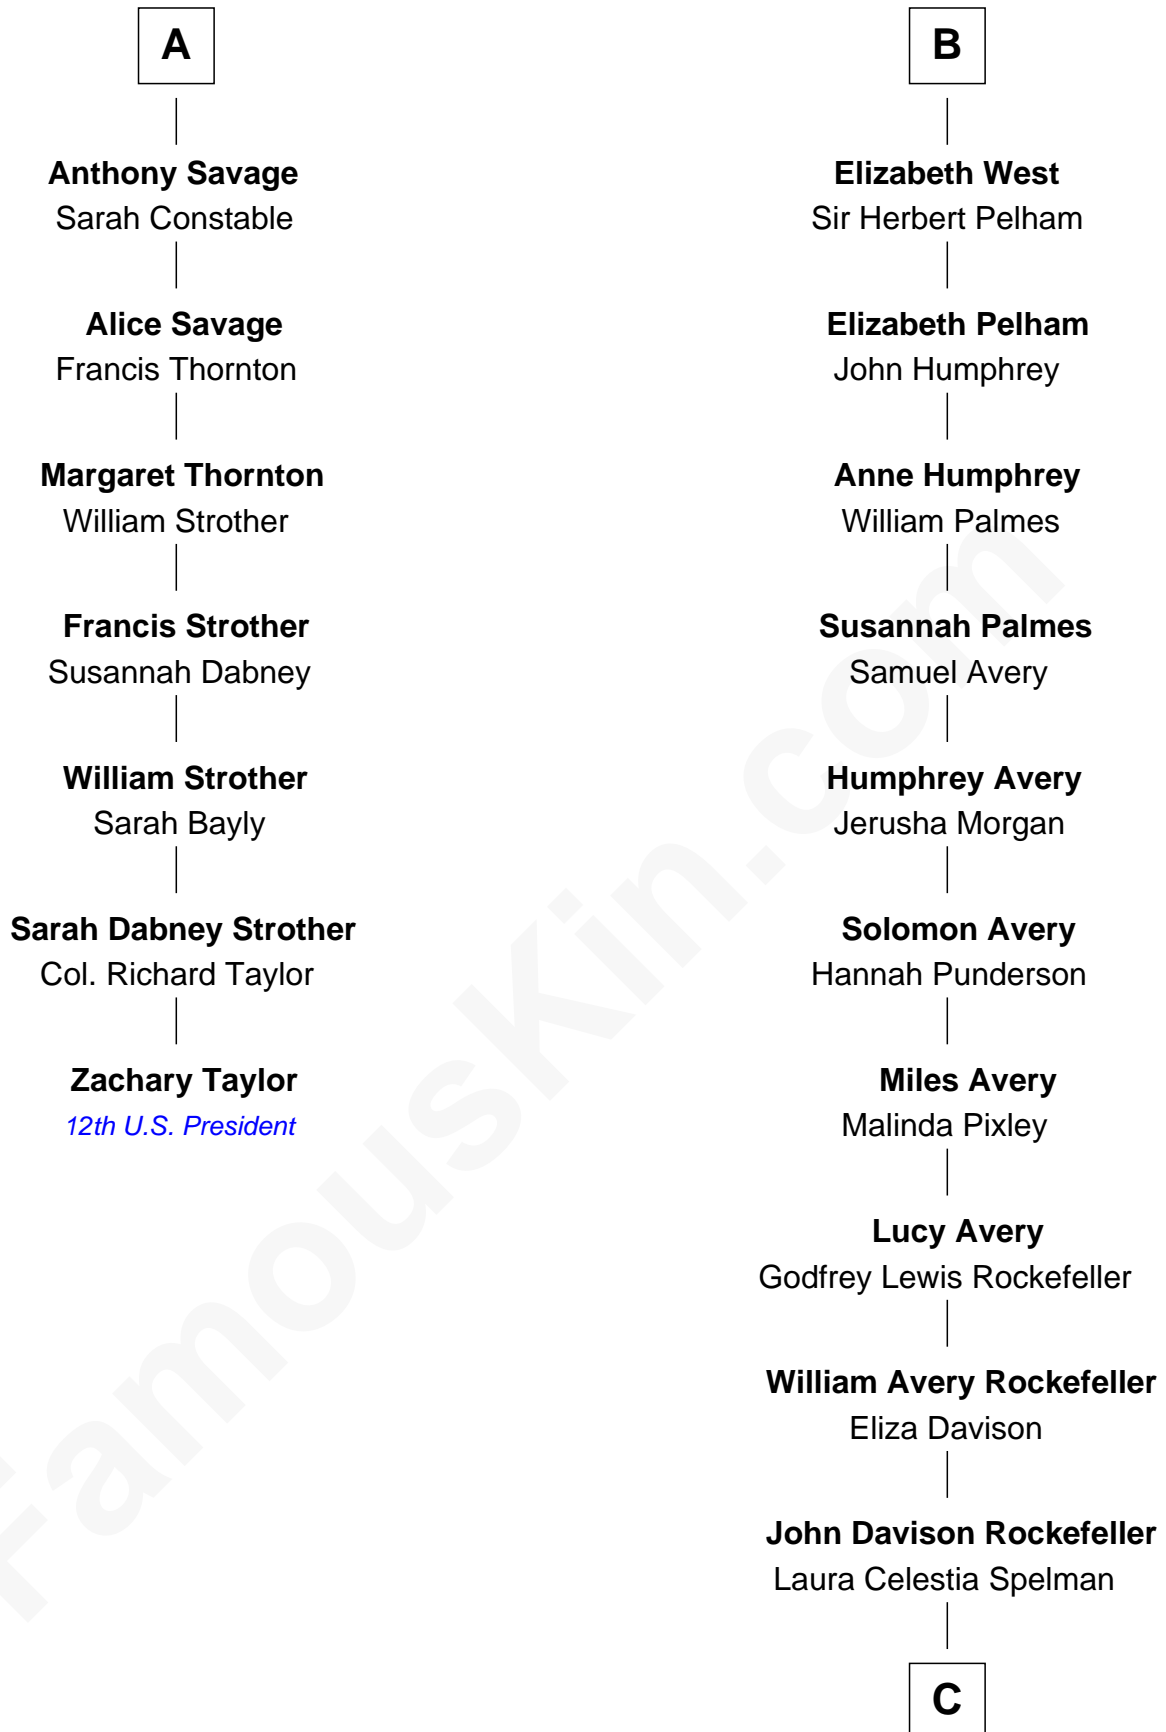 A
Anthony Savage
Sarah Constable
Alice Savage
Francis Thornton
Margaret Thornton
William Strother
Francis Strother
Susannah Dabney
William Strother
Sarah Bayly
Sarah Dabney Strother
Col. Richard Taylor
Zachary Taylor
12th U.S. President
B
Elizabeth West
Sir Herbert Pelham
Elizabeth Pelham
John Humphrey
Anne Humphrey
William Palmes
Susannah Palmes
Samuel Avery
Humphrey Avery
Jerusha Morgan
Solomon Avery
Hannah Punderson
Miles Avery
Malinda Pixley
Lucy Avery
Godfrey Lewis Rockefeller
William Avery Rockefeller
Eliza Davison
John Davison Rockefeller
Laura Celestia Spelman
C
FamousKin.com